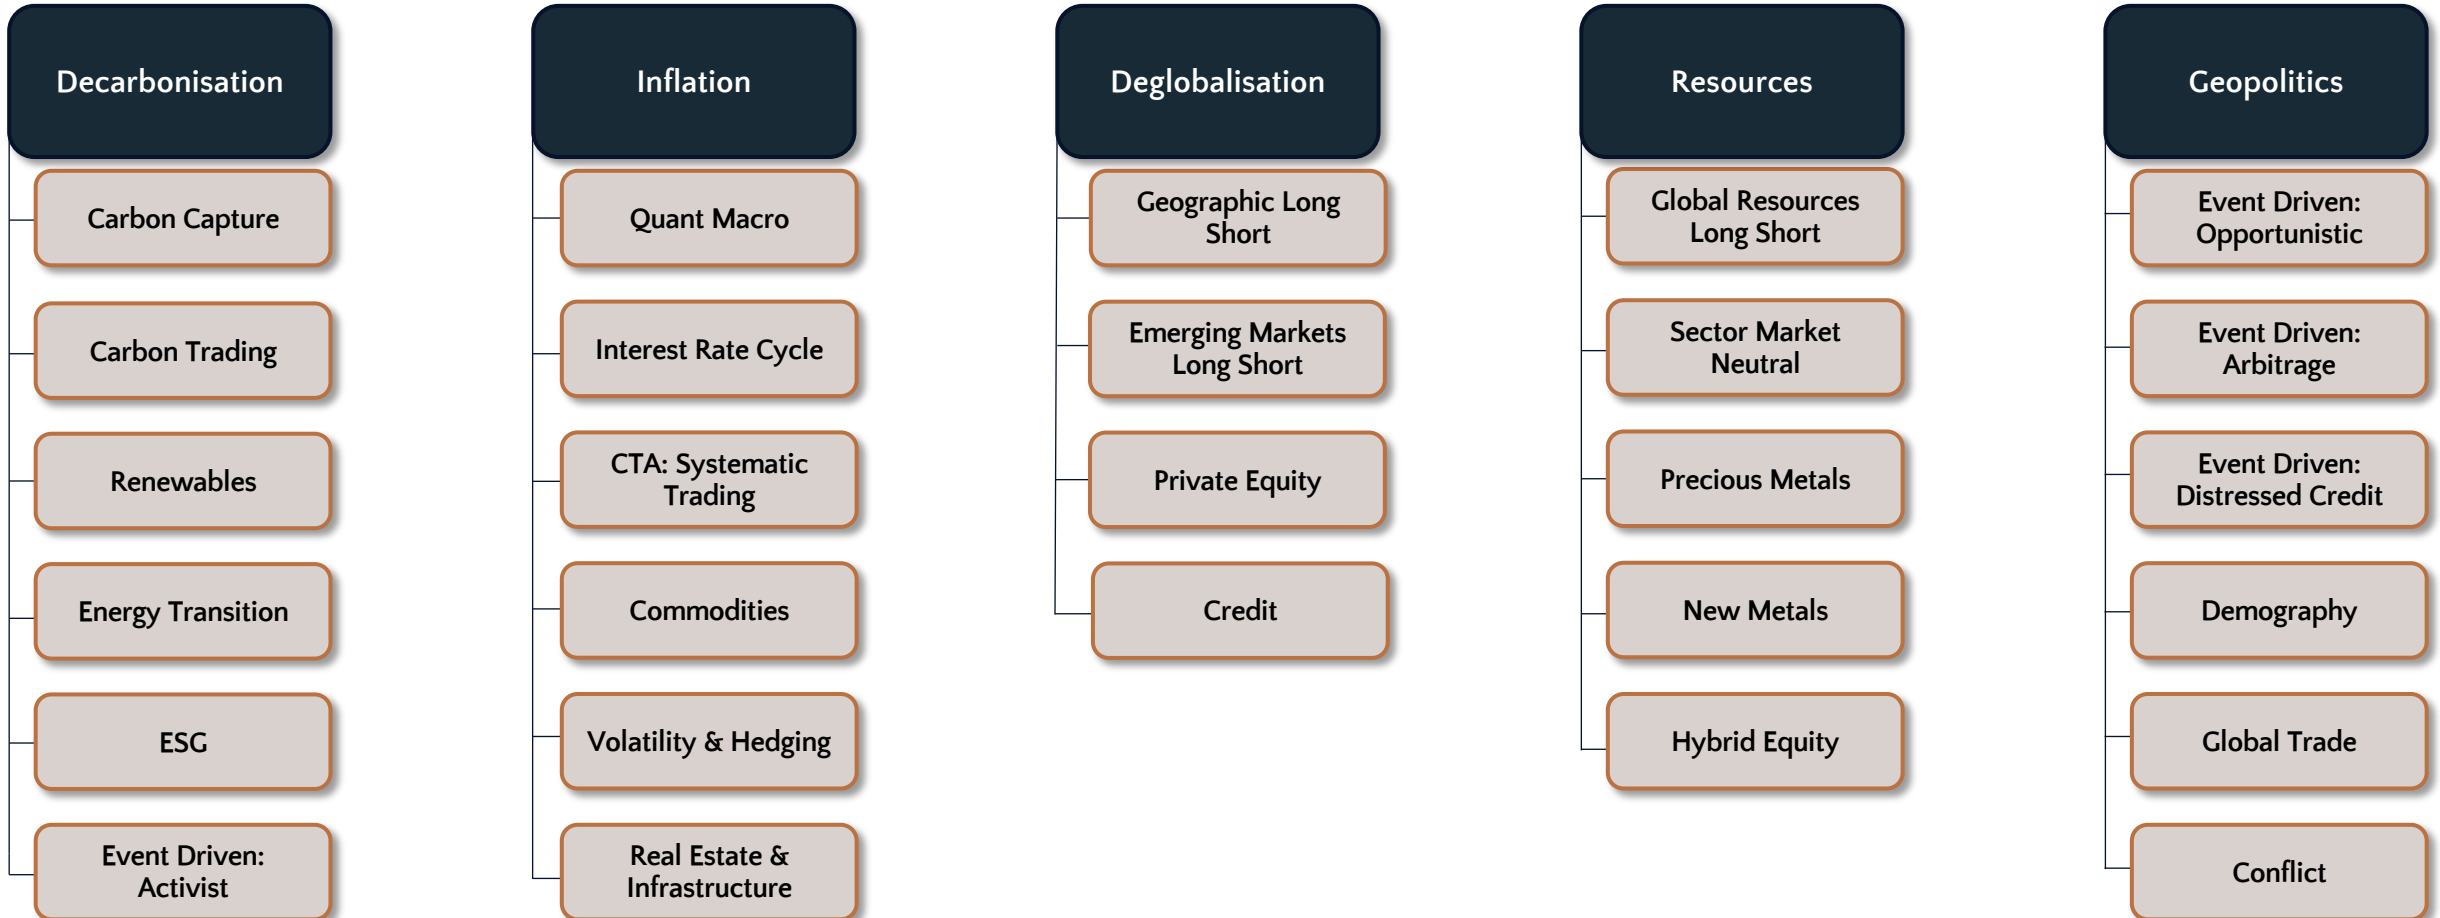 Decarbonisation
Carbon Capture
Carbon Trading
Renewables
Energy Transition
ESG
Event Driven:
Activist
Inflation
Quant Macro
Interest Rate Cycle
CTA: Systematic
Trading
Commodities
Volatility & Hedging
Real Estate &
Infrastructure
Deglobalisation
Geographic Long
Short
Emerging Markets
Long Short
Private Equity
Credit
Resources
Global Resources
Long Short
Sector Market
Neutral
Precious Metals
New Metals
Hybrid Equity
Geopolitics
Event Driven:
Opportunistic
Event Driven:
Arbitrage
Event Driven:
Distressed Credit
Demography
Global Trade
Conflict